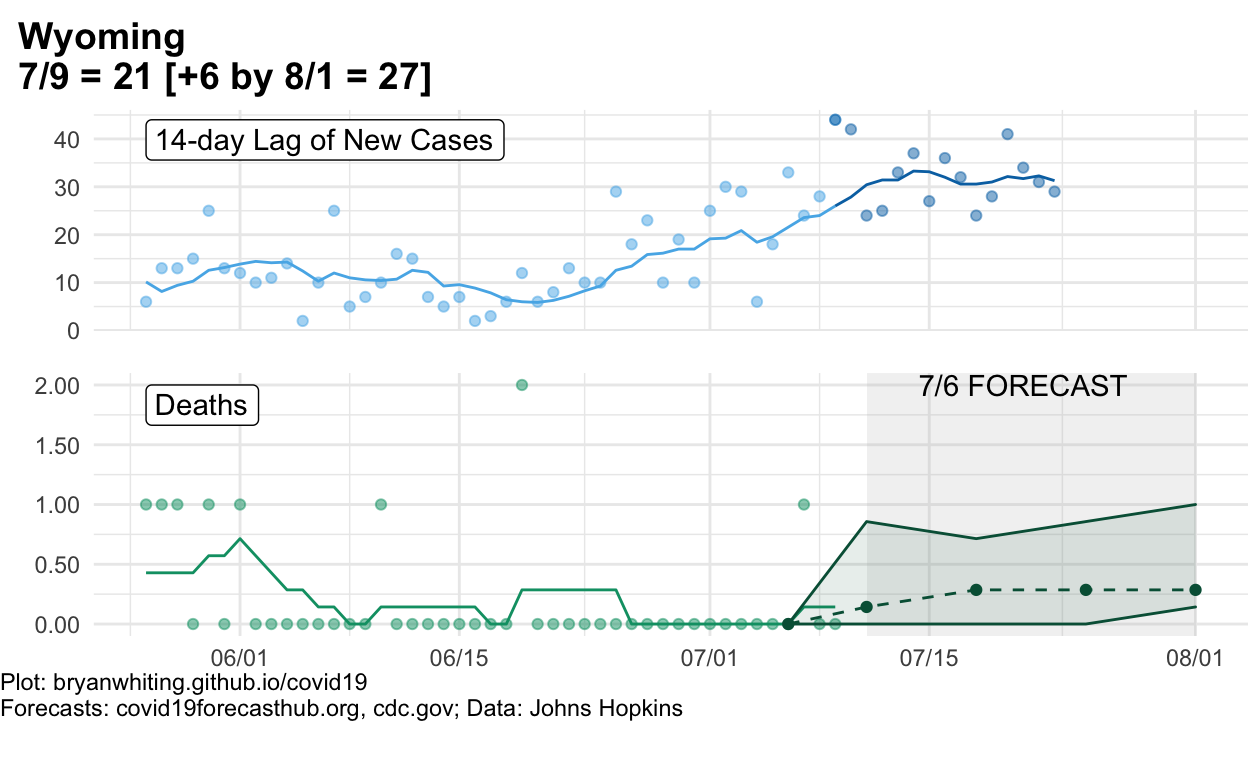 Wyoming
7/9 = 21 [+6 by 8/1 = 27]
14-day Lag of New Cases
40
30
20
10
0
Deaths
7/6 FORECAST
2.00
1.50
1.00
0.50
0.00
06/01 06/15 07/01 07/15 08/01
Plot: bryanwhiting.github.io/covid19
Forecasts: covid19forecasthub.org, cdc.gov; Data: Johns Hopkins